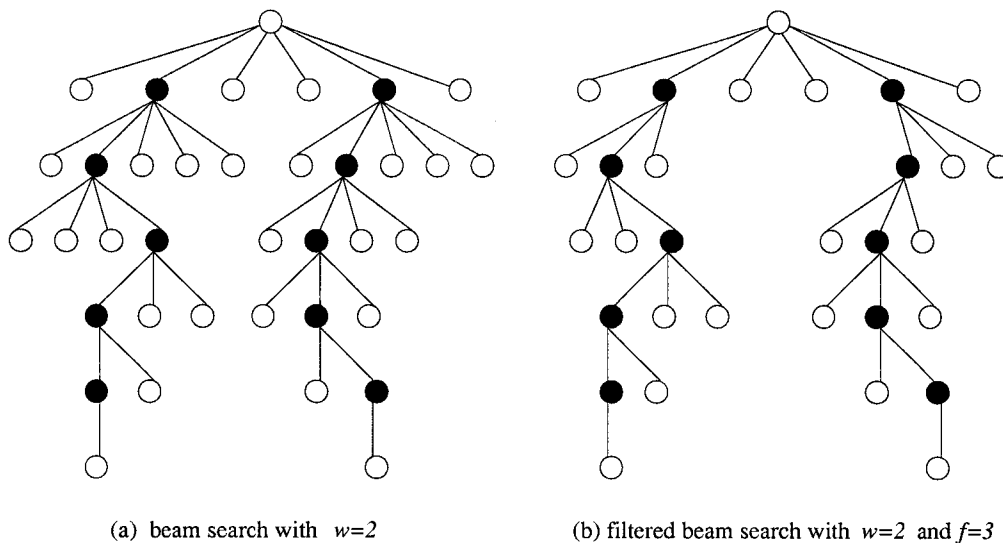 (a) beam search with w=2
(b) filtered beam search with w=2 and f=3